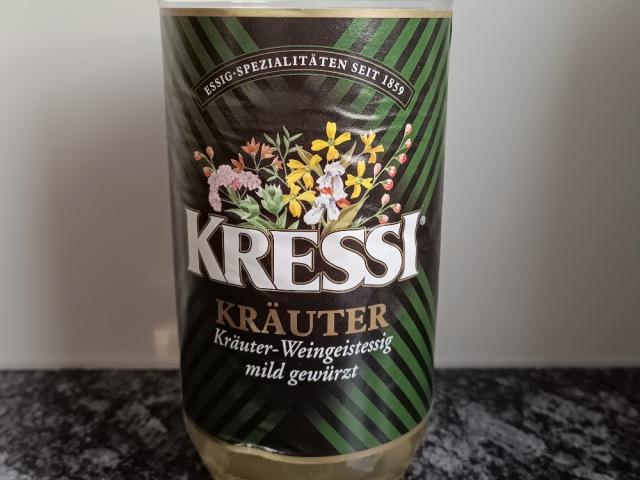 ESSIG-SPEZIALITÄTEN SEIT 1859
KRESSI®
KRÄUTER
Kräuter-Weingeistessig
mild gewürzt